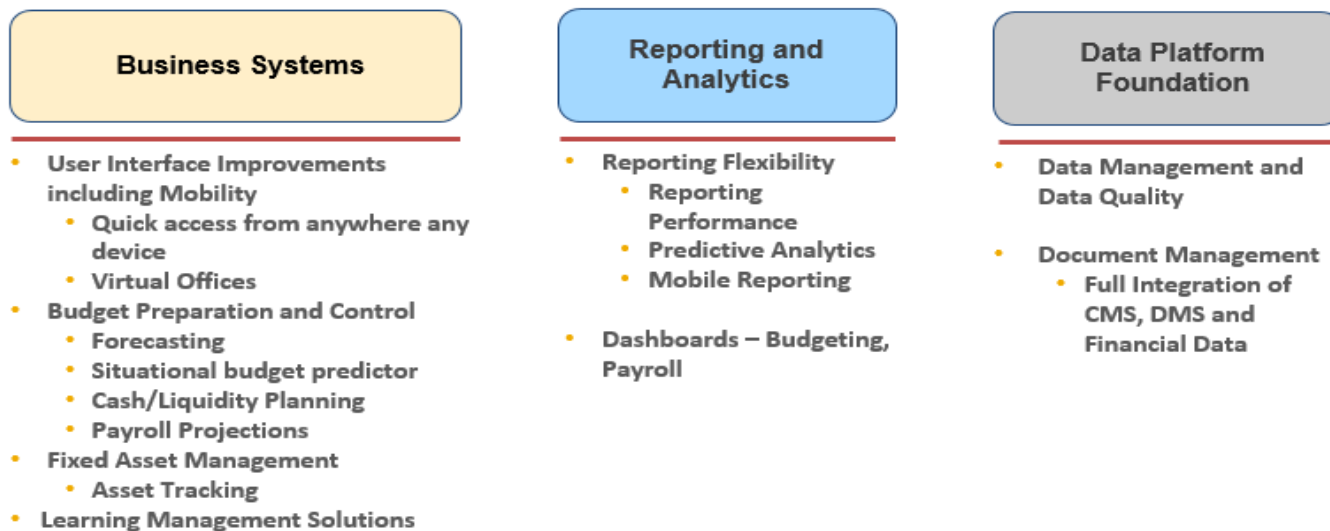 Business Systems
• User Interface Improvements
including Mobility
• Quick access from anywhere any
device
• Virtual Offices
• Budget Preparation and Control
• Forecasting
• Situational budget predictor
• Cash/Liquidity Planning
• Payroll Projections
• Fixed Asset Management
• Asset Tracking
• Learning Management Solutions
Reporting and
Analytics
• Reporting Flexibility
• Reporting
Performance
• Predictive Analytics
• Mobile Reporting
• Dashboards – Budgeting,
Payroll
Data Platform
Foundation
• Data Management and
Data Quality
• Document Management
• Full Integration of
CMS, DMS and
Financial Data